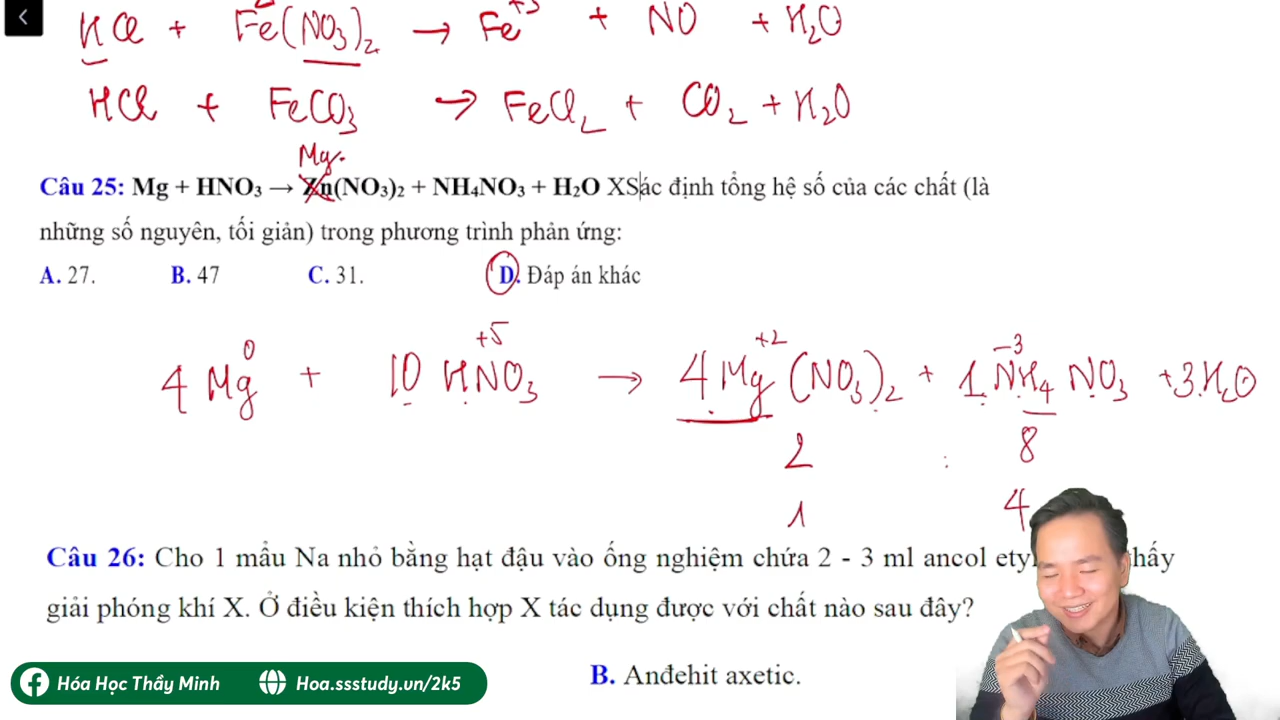 HCl + Fe(NO3)2 → Fe+3 + NO + H2O
HCl + FeCO3 → FeCl2 + CO2 + H2O
Mg.
Câu 25: Mg + HNO₃ → Zn(NO₃)₂ + NH₄NO₃ + H₂O XSác định tổng hệ số của các chất (là
những số nguyên, tối giản) trong phương trình phản ứng:
A. 27. B. 47 C. 31. D. Đáp án khác
0 +5 +2 -3
4 Mg + 10 HNO3 → 4 Mg (NO3)2 + 1 NH4 NO3 + 3 H2O
2 : 8
1 4
Câu 26: Cho 1 mẩu Na nhỏ bằng hạt đậu vào ống nghiệm chứa 2 - 3 ml ancol
giải phóng khí X. Ở điều kiện thích hợp X tác dụng được với chất nào sau đây?
B. Anđehit axetic.
Hóa Học Thầy Minh Hoa.ssstudy.vn/2k5